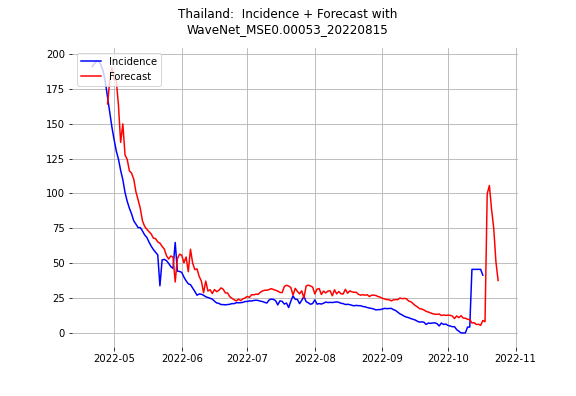 Thailand:  Incidence + Forecast with
WaveNet_MSE0.00053_20220815
Incidence
Forecast
200
175
150
125
100
75
50
25
0
2022-05 2022-06 2022-07 2022-08 2022-09 2022-10 2022-11